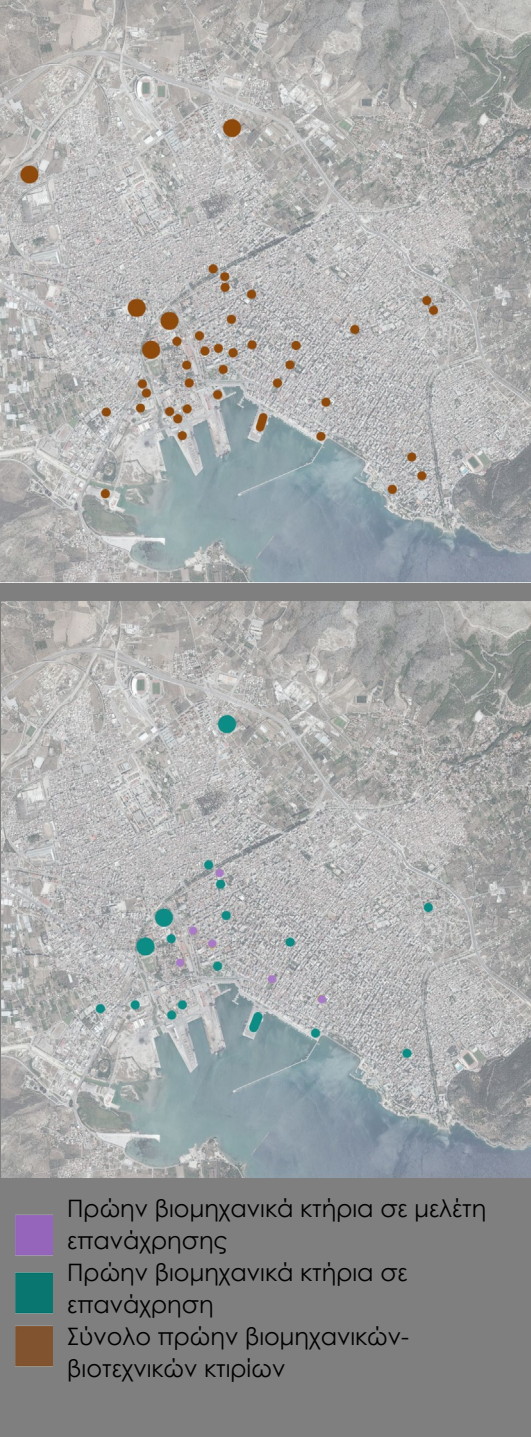 Πρώην βιομηχανικά κτήρια σε μελέτη
επανάχρησης
Πρώην βιομηχανικά κτήρια σε
επανάχρηση
Σύνολο πρώην βιομηχανικών-
βιοτεχνικών κτιρίων